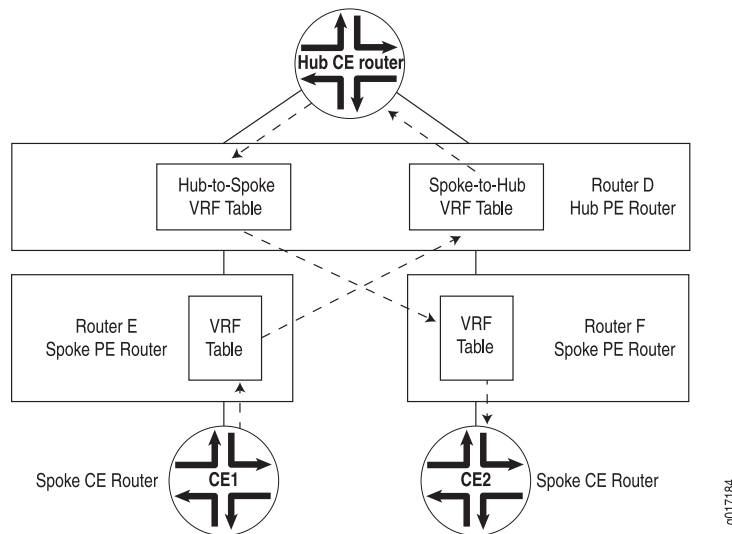 Hub CE router
Hub-to-Spoke
VRF Table
Spoke-to-Hub
VRF Table
Router D
Hub PE Router
Router E
Spoke PE Router
VRF
Table
VRF
Table
Router F
Spoke PE Router
Spoke CE Router
CE1
CE2
Spoke CE Router
g017184